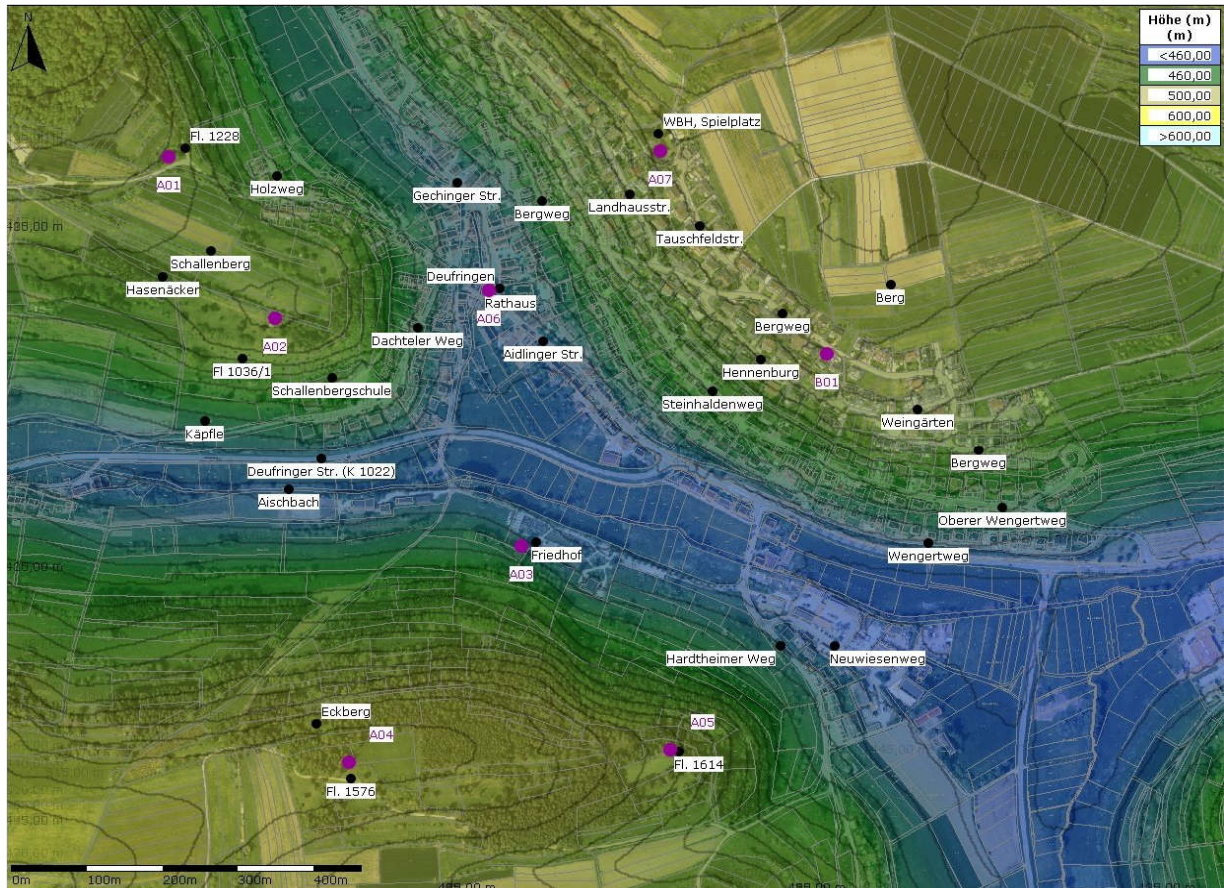 N
Höhe (m)
(m)
<460,00
460,00
500,00
600,00
>600,00
WBH, Spielplatz
Fl. 1228
A01
A07
Holzweg
Gechinger Str.
Landhausstr.
Bergweg
Tauschfeldstr.
Schallenberg
Hasenäcker
Deufringen
Rathaus
Berg
A06
A02
Dachteler Weg
Bergweg
Aidlinger Str.
Fl 1036/1
Hennenburg
B01
Schallenbergschule
Steinhaldenweg
Käpfle
Weingärten
Deufringer Str. (K 1022)
Bergweg
Aischbach
Oberer Wengertweg
Friedhof
Wengertweg
A03
Hardtheimer Weg
Neuwiesenweg
Eckberg
A04
A05
Fl. 1614
Fl. 1576
0m 100m 200m 300m 400m